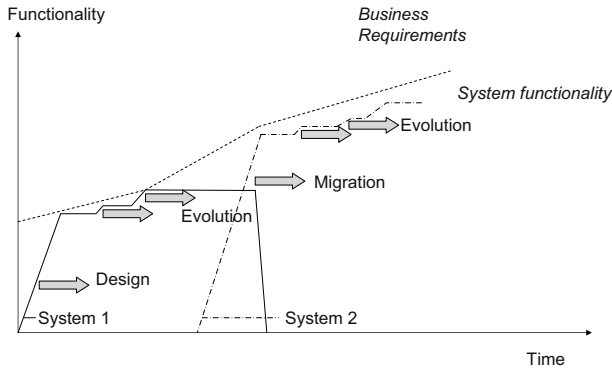 Functionality
Business
Requirements
System functionality
Evolution
Migration
Evolution
Design
System 1
System 2
Time